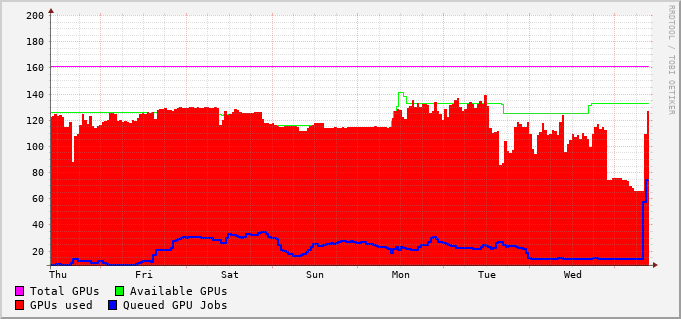 200
180
160
140
120
100
80
60
40
20
Thu Fri Sat Sun Mon Tue Wed
Total GPUs Available GPUs
GPUs used Queued GPU Jobs
RRDTOOL / TOBI OETIKER